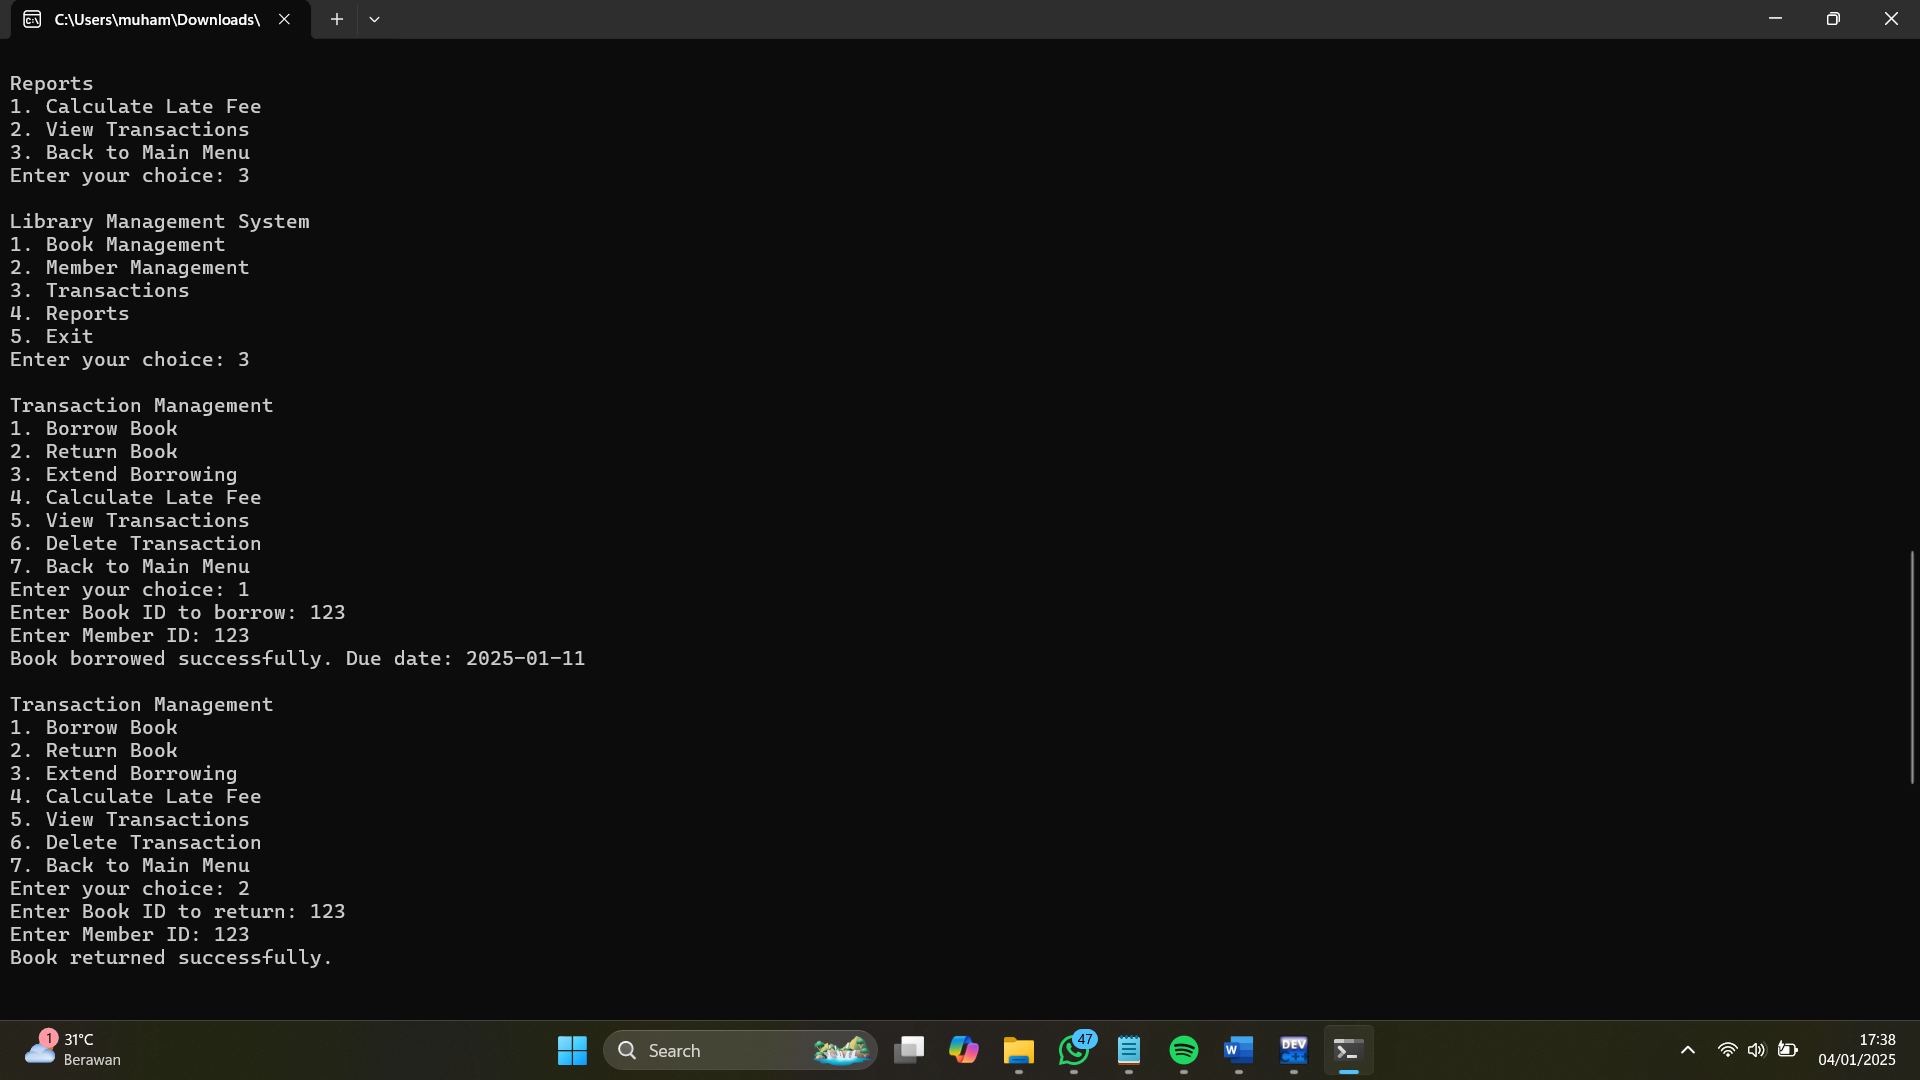 C:\Users\muham\Downloads\
Reports
1. Calculate Late Fee
2. View Transactions
3. Back to Main Menu
Enter your choice: 3
Library Management System
1. Book Management
2. Member Management
3. Transactions
4. Reports
5. Exit
Enter your choice: 3
Transaction Management
1. Borrow Book
2. Return Book
3. Extend Borrowing
4. Calculate Late Fee
5. View Transactions
6. Delete Transaction
7. Back to Main Menu
Enter your choice: 1
Enter Book ID to borrow: 123
Enter Member ID: 123
Book borrowed successfully. Due date: 2025-01-11
Transaction Management
1. Borrow Book
2. Return Book
3. Extend Borrowing
4. Calculate Late Fee
5. View Transactions
6. Delete Transaction
7. Back to Main Menu
Enter your choice: 2
Enter Book ID to return: 123
Enter Member ID: 123
Book returned successfully.
1
31°C
Berawan
Search
47
W
DEV
C++
17:38
04/01/2025